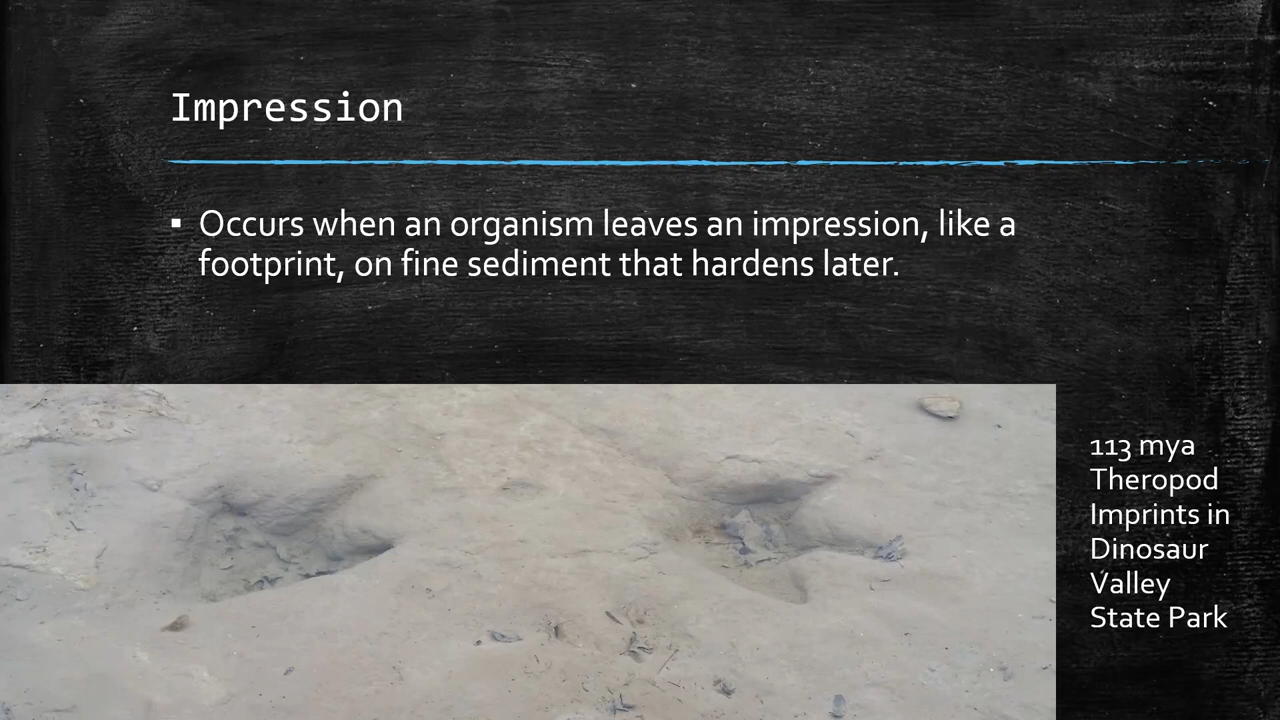 Impression
▪ Occurs when an organism leaves an impression, like a
footprint, on fine sediment that hardens later.
113 mya
Theropod
Imprints in
Dinosaur
Valley
State Park